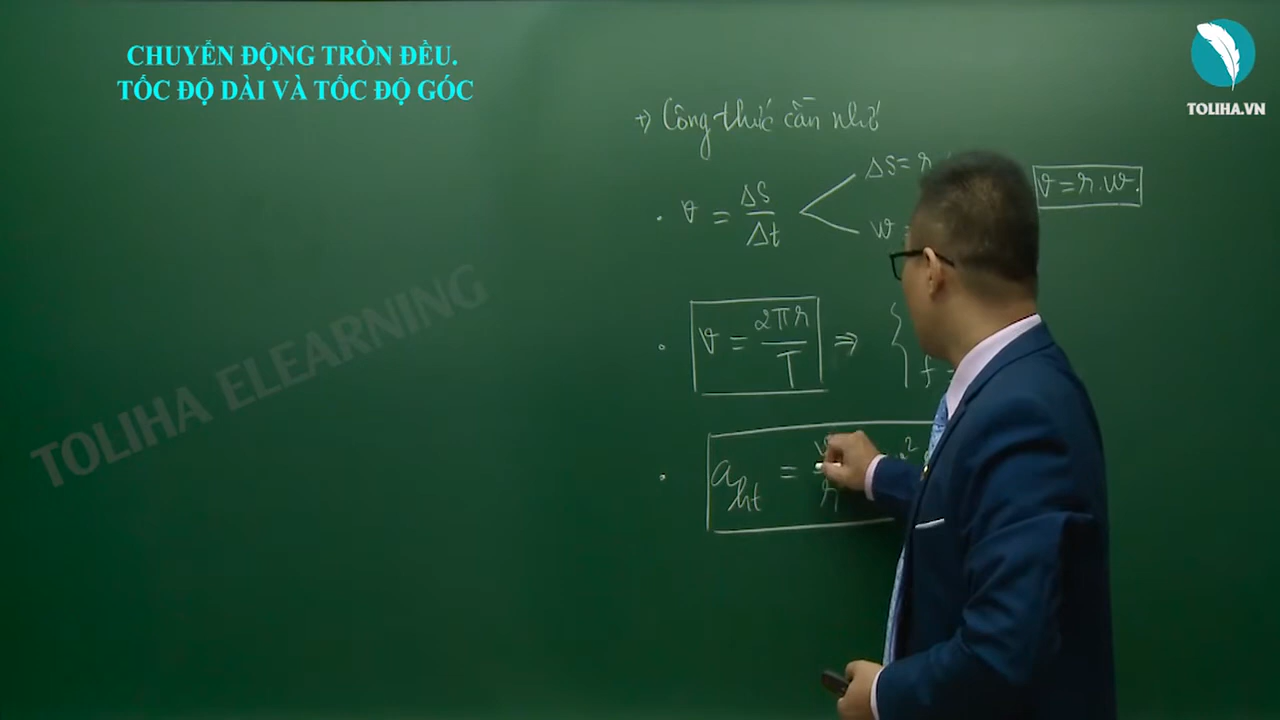 CHUYỂN ĐỘNG TRÒN ĐỀU.
TỐC ĐỘ DÀI VÀ TỐC ĐỘ GÓC
TOLIHA.VN
TOLIHA ELEARNING
+) Công thức cần nhớ
• v = ΔS/Δt < ΔS = r
ω =
v = r.ω.
• v = 2πr/T => { f =
• a_ht = v/r